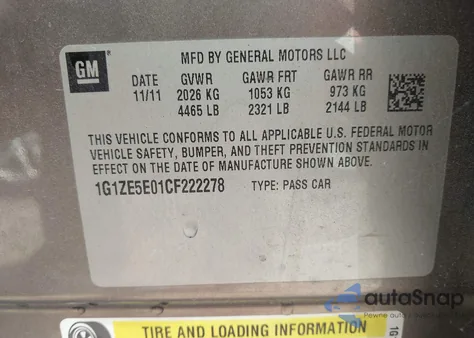 GM
MFD BY GENERAL MOTORS LLC
DATE GVWR GAWR FRT GAWR RR
11/11 2026 KG 1053 KG 973 KG
4465 LB 2321 LB 2144 LB
THIS VEHICLE CONFORMS TO ALL APPLICABLE U.S. FEDERAL MOTOR
VEHICLE SAFETY, BUMPER, AND THEFT PREVENTION STANDARDS IN
EFFECT ON THE DATE OF MANUFACTURE SHOWN ABOVE.
1G1ZE5E01CF222278 TYPE: PASS CAR
autoSnap
TIRE AND LOADING INFORMATION
1G